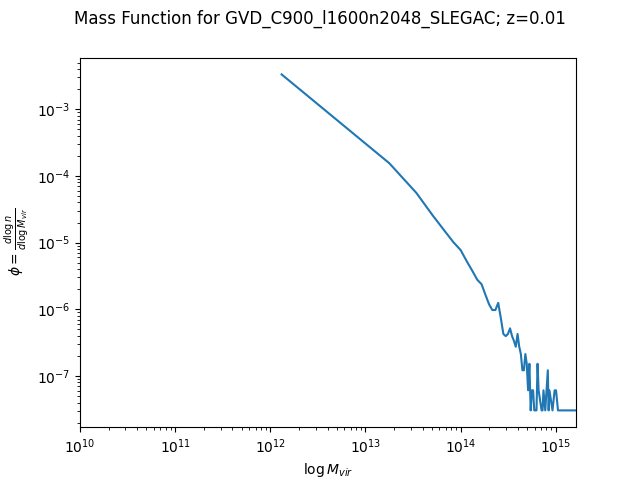 Mass Function for GVD_C900_l1600n2048_SLEGAC; z=0.01
10⁻³
10⁻⁴
10⁻⁵
10⁻⁶
10⁻⁷
ϕ = d log n / d log M_vir
10¹⁰ 10¹¹ 10¹² 10¹³ 10¹⁴ 10¹⁵
log M_vir